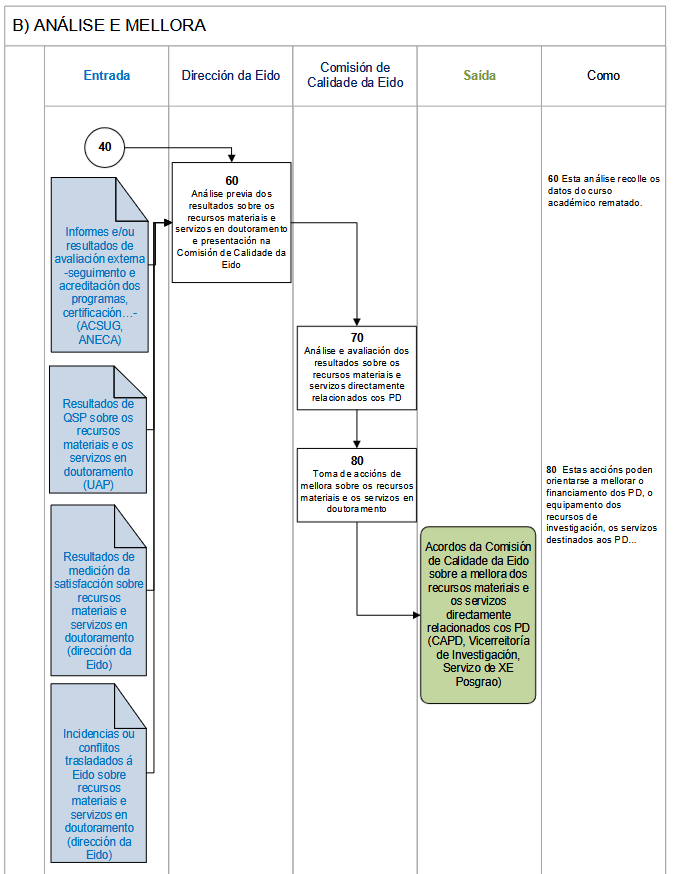 B) ANÁLISE E MELLORA
Entrada
Dirección da Eido
Comisión de
Calidade da Eido
Saída
Como
40
60
Análise previa dos
resultados sobre os
recursos materiais e
servizos en doutoramento
e presentación na
Comisión de Calidade da
Eido
60 Esta análise recolle os
datos do curso
académico rematado.
Informes e/ou
resultados de
avaliación externa
-seguimento e
acreditación dos
programas,
certificación…-
(ACSUG,
ANECA)
70
Análise e avaliación dos
resultados sobre os
recursos materiais e
servizos directamente
relacionados cos PD
Resultados de
QSP sobre os
recursos
materiais e os
servizos en
doutoramento
(UAP)
80
Toma de accións de
mellora sobre os recursos
materiais e os servizos en
doutoramento
80 Estas accións poden
orientarse a mellorar o
financiamento dos PD, o
equipamento dos
recursos de
investigación, os servizos
destinados aos PD...
Resultados de
medición da
satisfacción sobre
recursos
materiais e
servizos en
doutoramento
(dirección da
Eido)
Acordos da Comisión
de Calidade da Eido
sobre a mellora dos
recursos materiais e
os servizos
directamente
relacionados cos PD
(CAPD, Vicerreitoría
de Investigación,
Servizo de XE
Posgrao)
Incidencias ou
conflitos
trasladados á
Eido sobre
recursos
materiais e
servizos en
doutoramento
(dirección da
Eido)